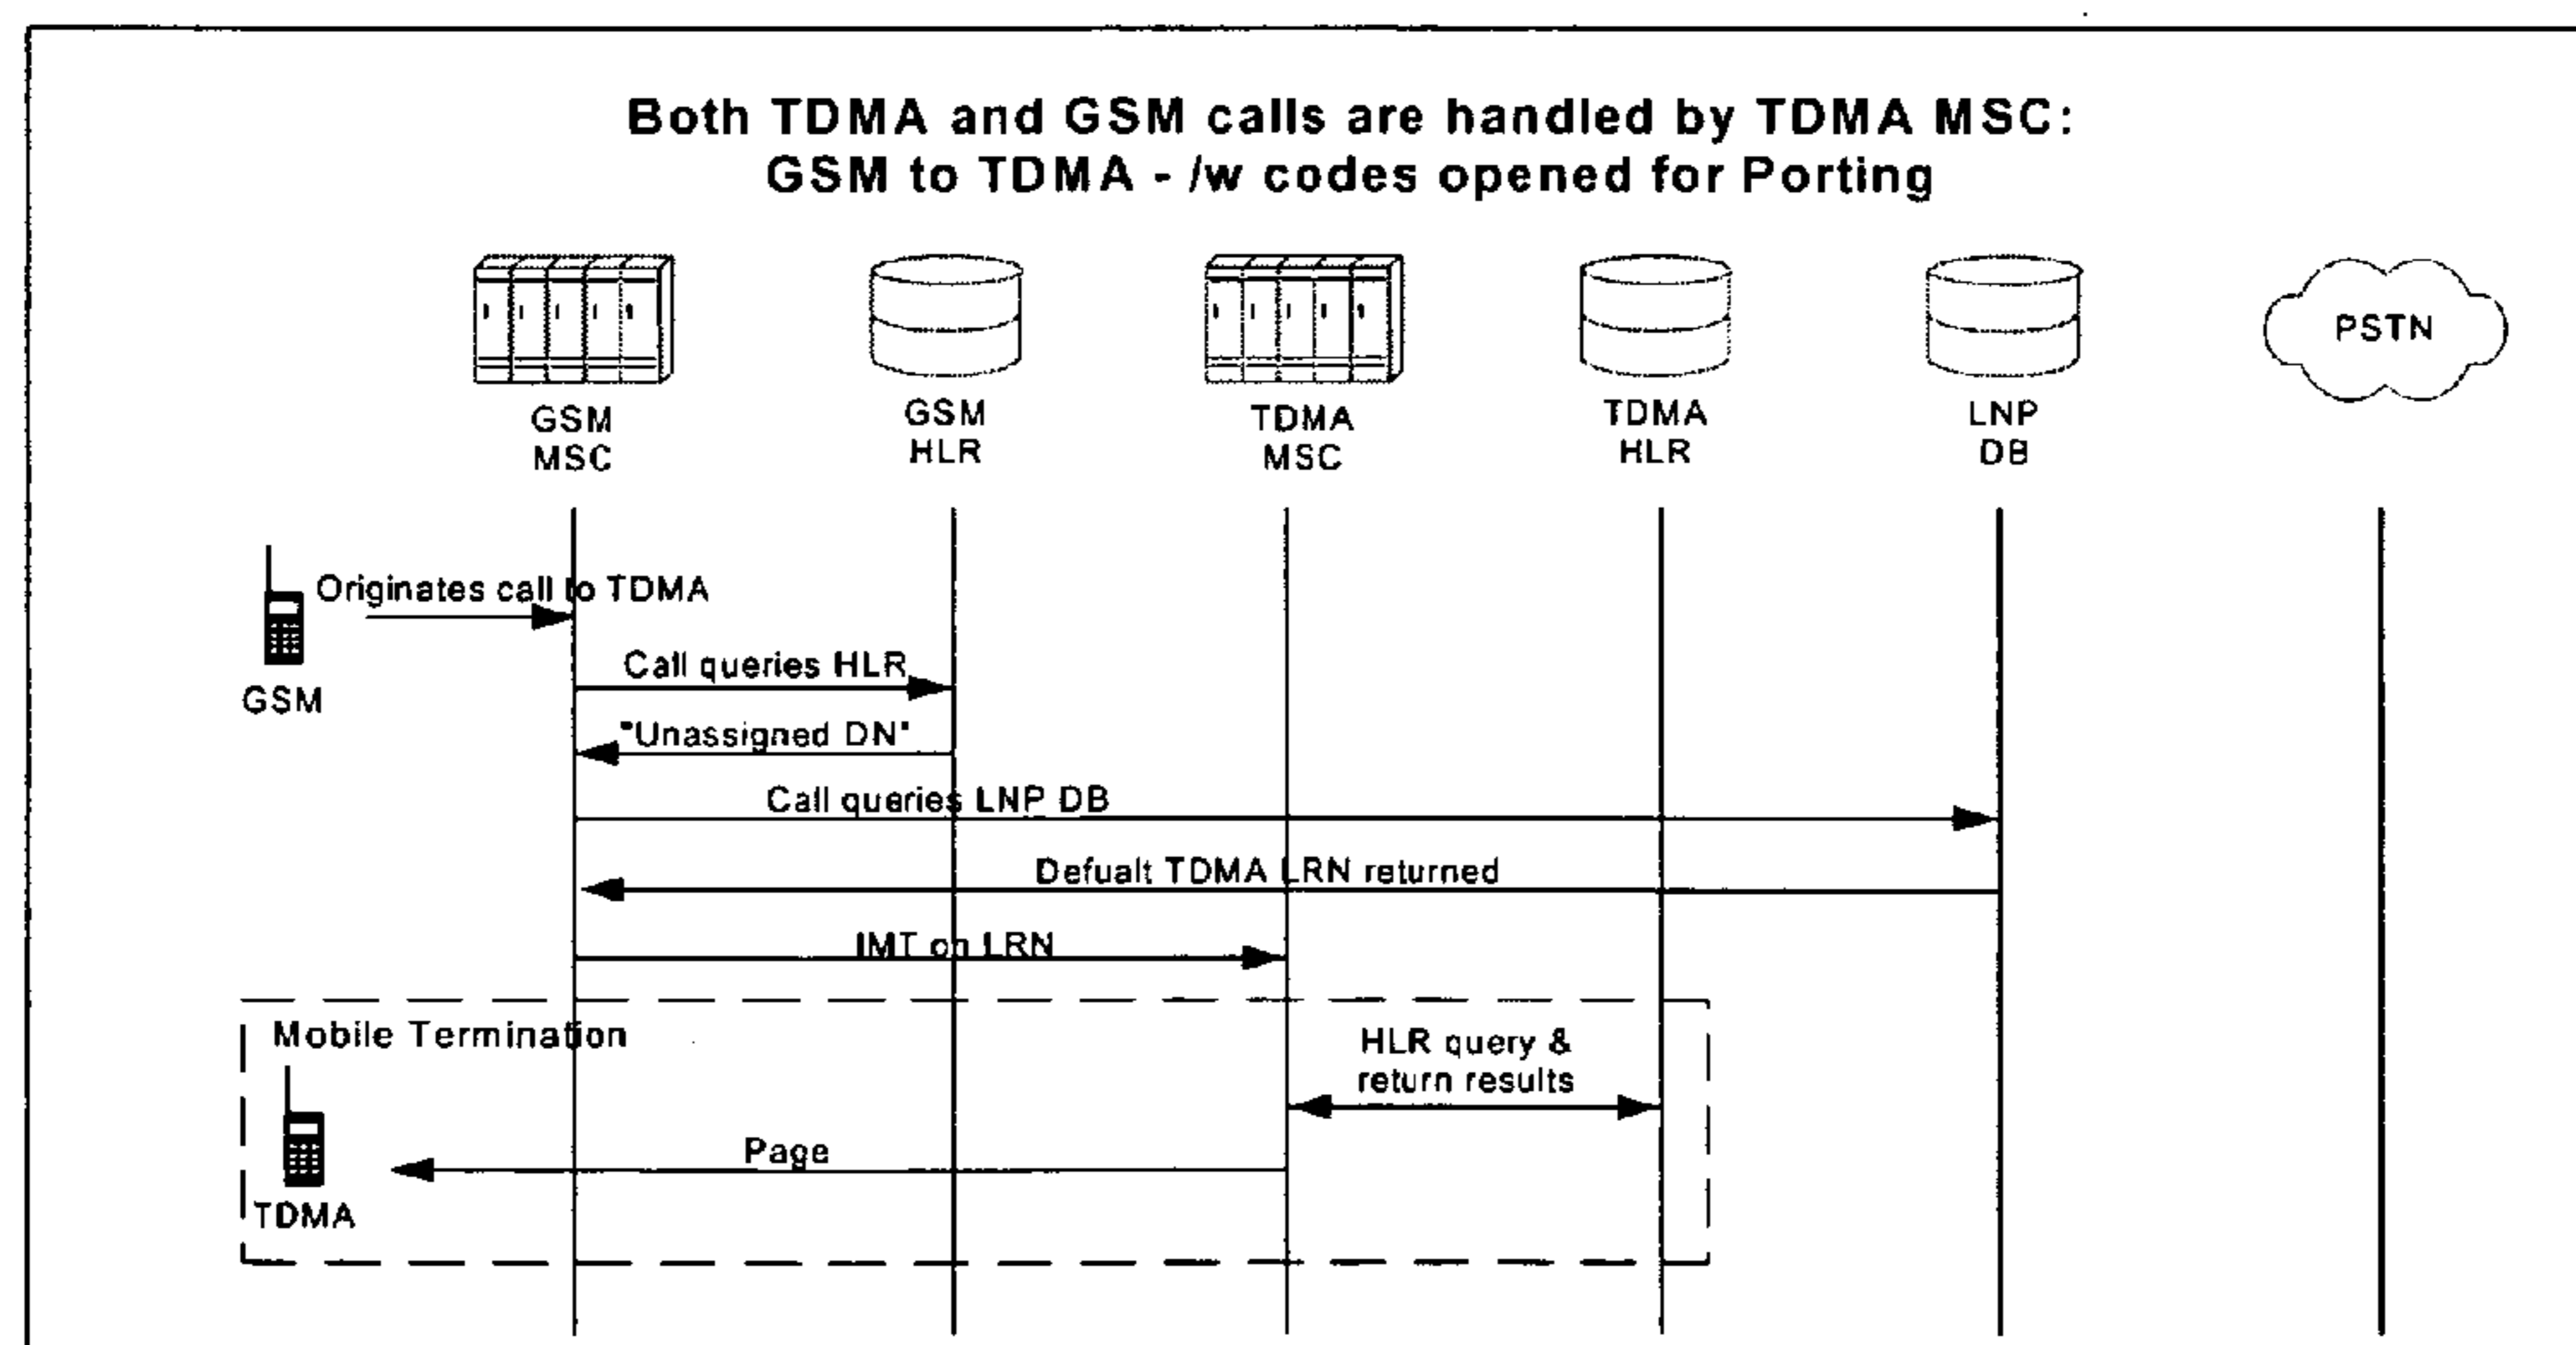 Both TDMA and GSM calls are handled by TDMA MSC:
GSM to TDMA - /w codes opened for Porting
GSM
MSC
GSM
HLR
TDMA
MSC
TDMA
HLR
LNP
DB
PSTN
Originates call to TDMA
GSM
Call queries HLR
"Unassigned DN"
Call queries LNP DB
Defualt TDMA LRN returned
IMT on LRN
Mobile Termination
HLR query &
return results
Page
TDMA